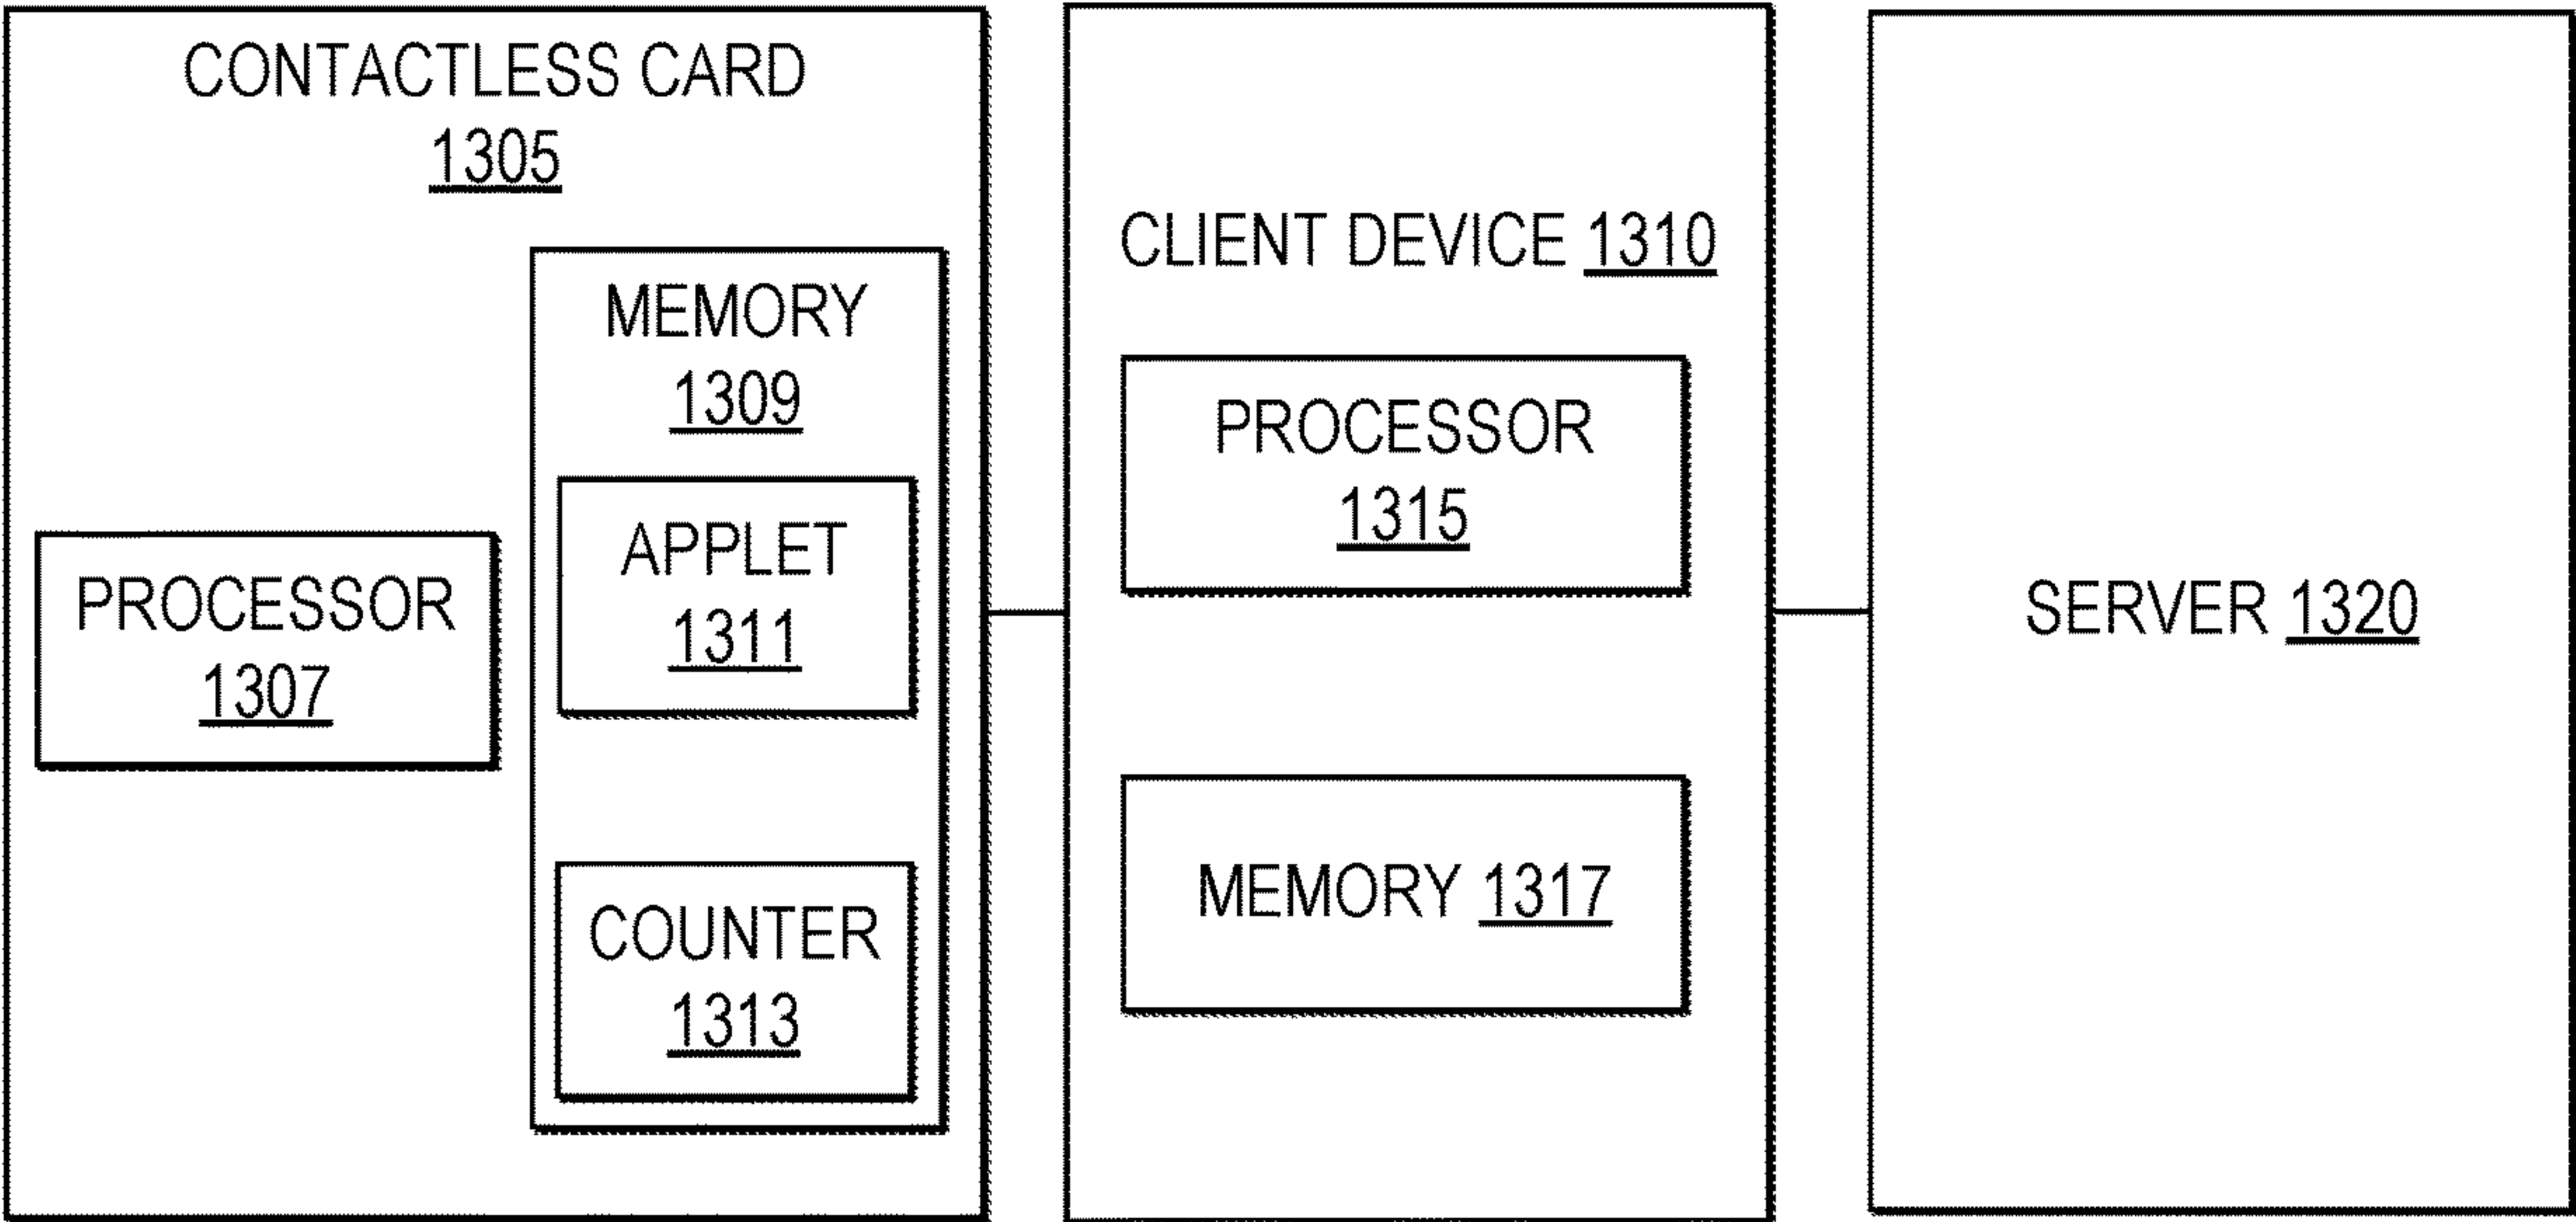 CONTACTLESS CARD
1305
PROCESSOR
1307
MEMORY
1309
APPLET
1311
COUNTER
1313
CLIENT DEVICE 1310
PROCESSOR
1315
MEMORY 1317
SERVER 1320